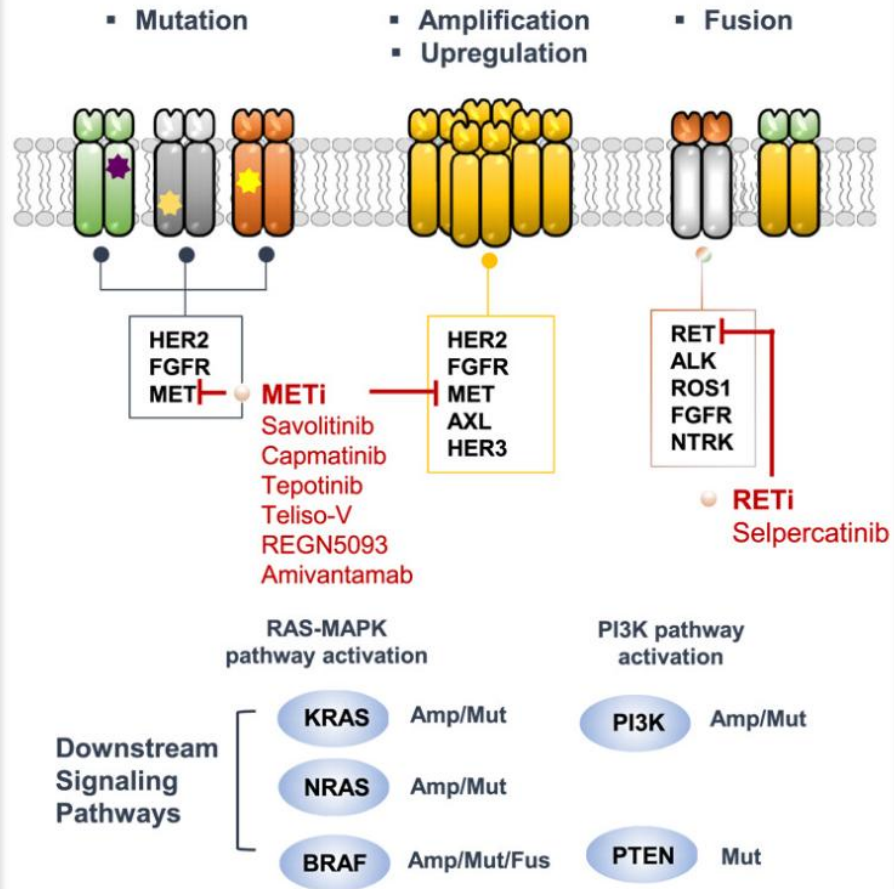 ▪ Mutation
▪ Amplification
▪ Upregulation
▪ Fusion
HER2
FGFR
MET
METi
Savolitinib
Capmatinib
Tepotinib
Teliso-V
REGN5093
Amivantamab
HER2
FGFR
MET
AXL
HER3
RET
ALK
ROS1
FGFR
NTRK
RETi
Selpercatinib
RAS-MAPK
pathway activation
PI3K pathway
activation
Downstream
Signaling
Pathways
KRAS Amp/Mut
NRAS Amp/Mut
BRAF Amp/Mut/Fus
PI3K Amp/Mut
PTEN Mut